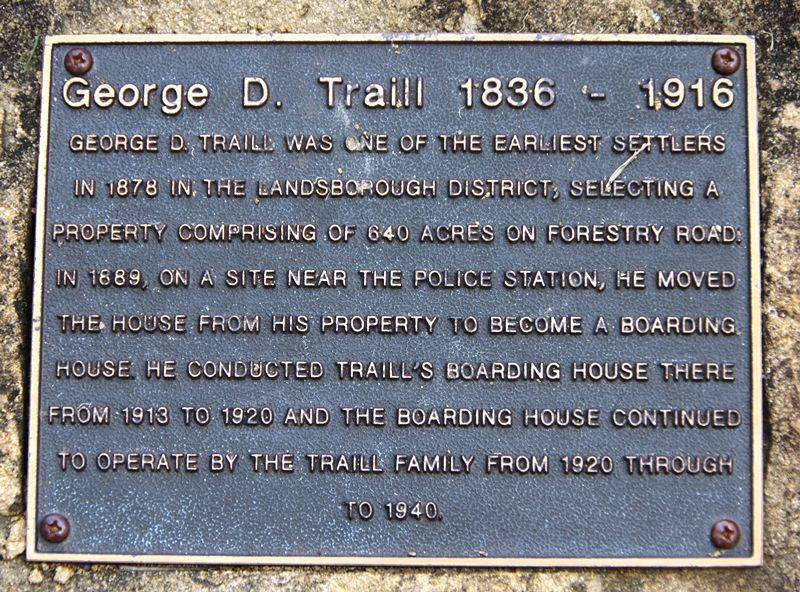 George D. Traill 1836 - 1916
GEORGE D. TRAILL WAS ONE OF THE EARLIEST SETTLERS
IN 1878 IN THE LANDSBOROUGH DISTRICT, SELECTING A
PROPERTY COMPRISING OF 640 ACRES ON FORESTRY ROAD.
IN 1889, ON A SITE NEAR THE POLICE STATION, HE MOVED
THE HOUSE FROM HIS PROPERTY TO BECOME A BOARDING
HOUSE. HE CONDUCTED TRAILL'S BOARDING HOUSE THERE
FROM 1913 TO 1920 AND THE BOARDING HOUSE CONTINUED
TO OPERATE BY THE TRAILL FAMILY FROM 1920 THROUGH
TO 1940.